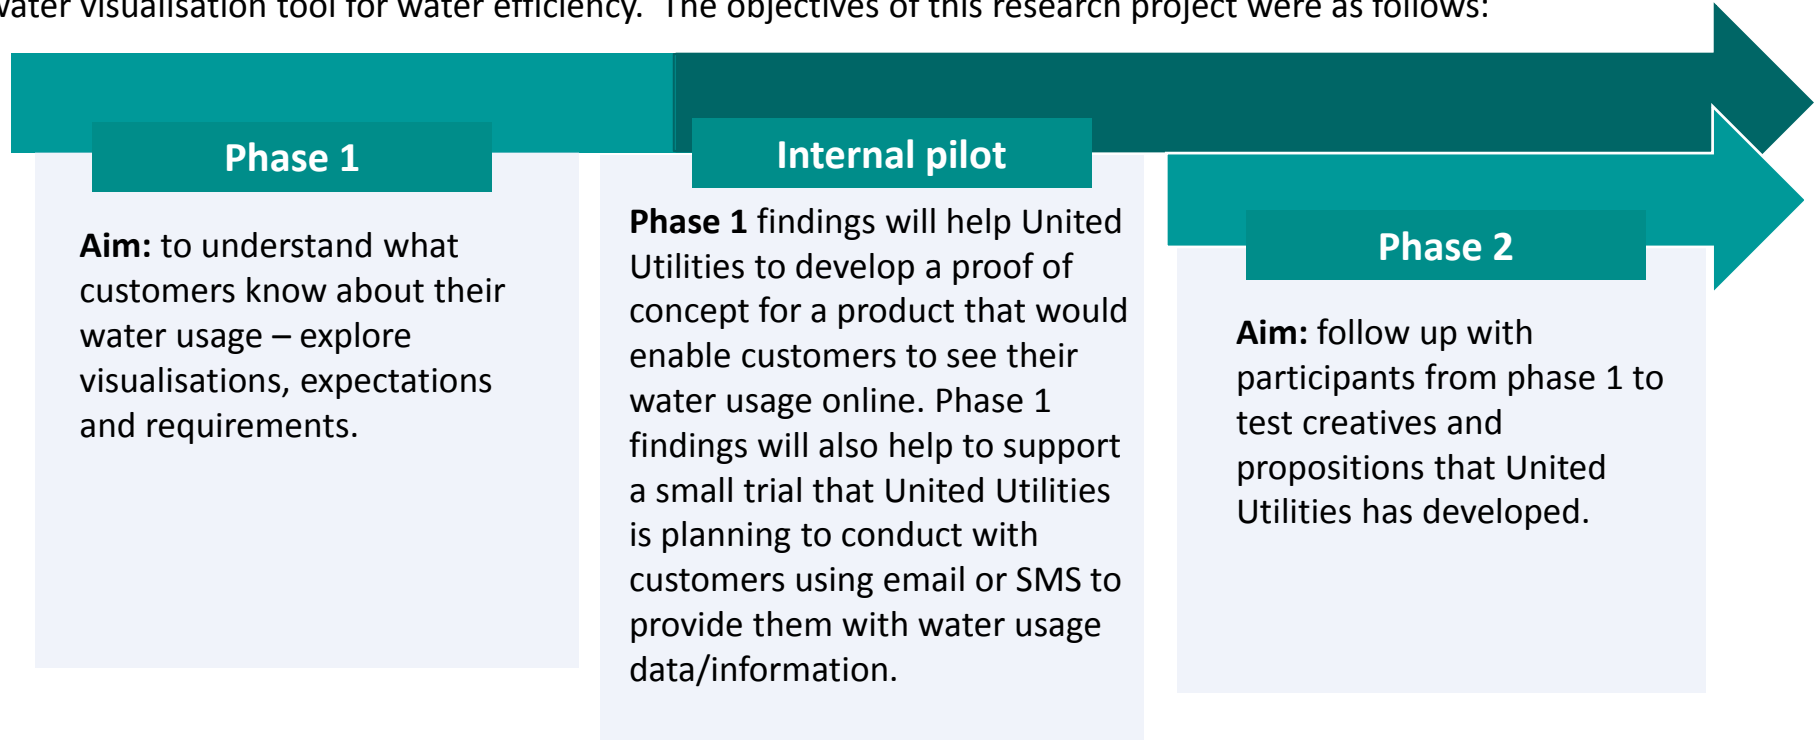 water visualisation tool for water efficiency. The objectives of this research project were as follows:
Phase 1
Aim: to understand what
customers know about their
water usage – explore
visualisations, expectations
and requirements.
Internal pilot
Phase 1 findings will help United
Utilities to develop a proof of
concept for a product that would
enable customers to see their
water usage online. Phase 1
findings will also help to support
a small trial that United Utilities
is planning to conduct with
customers using email or SMS to
provide them with water usage
data/information.
Phase 2
Aim: follow up with
participants from phase 1 to
test creatives and
propositions that United
Utilities has developed.